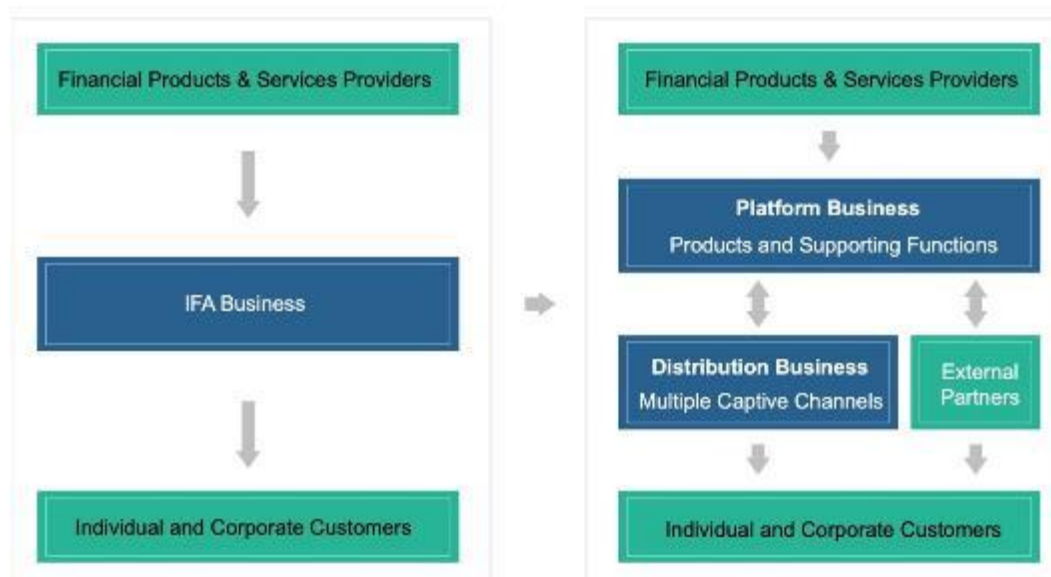 Financial Products & Services Providers
IFA Business
Individual and Corporate Customers
Financial Products & Services Providers
Platform Business
Products and Supporting Functions
Distribution Business
Multiple Captive Channels
External
Partners
Individual and Corporate Customers